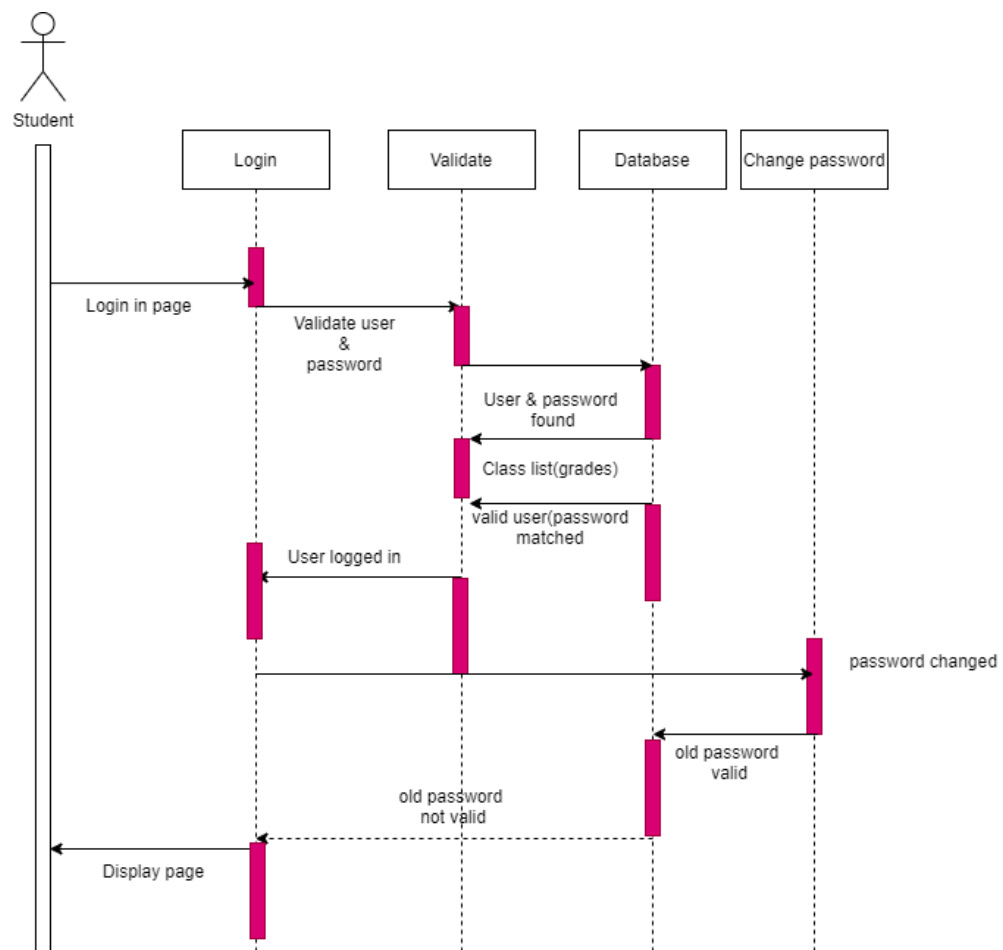 Student
Login
Validate
Database
Change password
Login in page
Validate user
&
password
User & password
found
Class list(grades)
valid user(password
matched
User logged in
password changed
old password
valid
old password
not valid
Display page